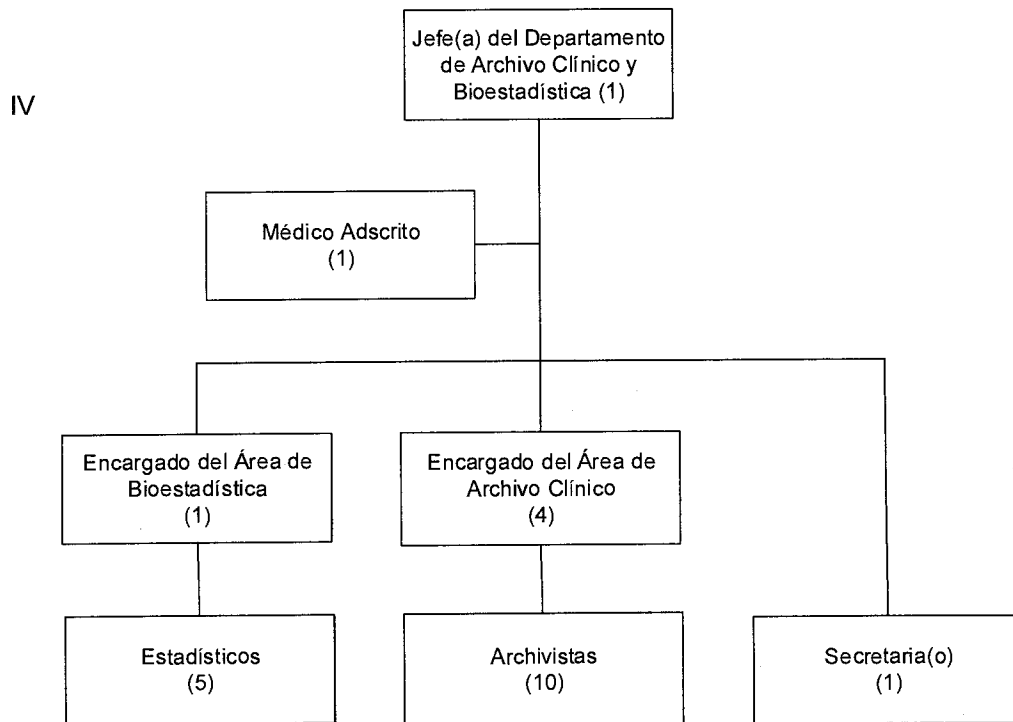 Jefe(a) del Departamento
de Archivo Clínico y
Bioestadística (1)
IV
Médico Adscrito
(1)
Encargado del Área de
Bioestadística
(1)
Encargado del Área de
Archivo Clínico
(4)
Estadísticos
(5)
Archivistas
(10)
Secretaria(o)
(1)